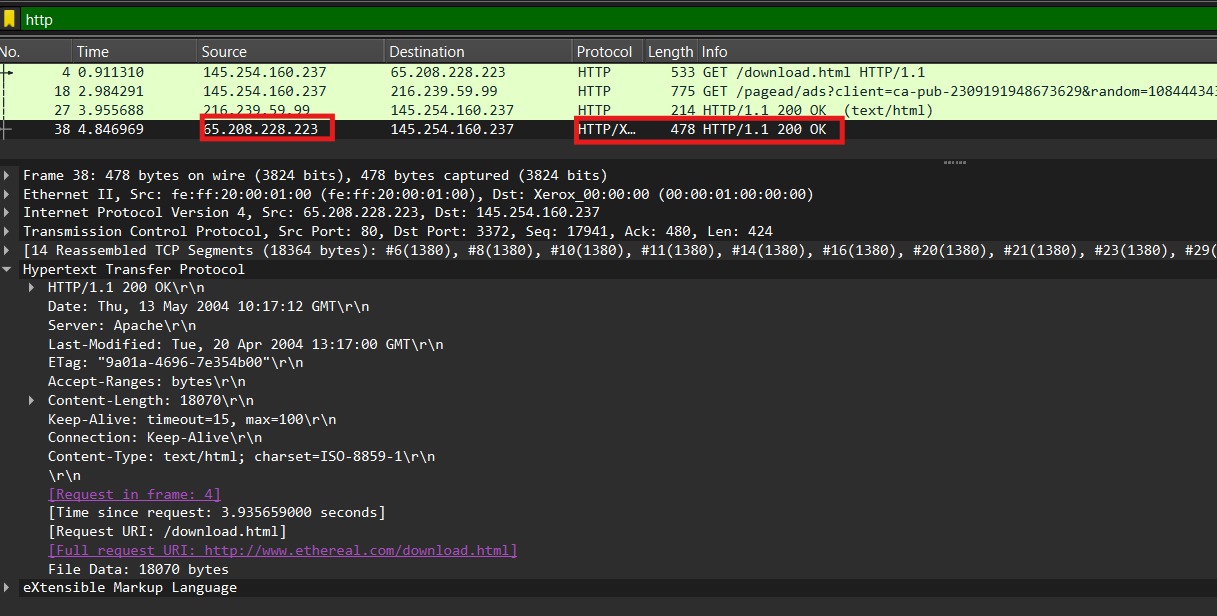 http
No. Time Source Destination Protocol Length Info
4 0.911310 145.254.160.237 65.208.228.223 HTTP 533 GET /download.html HTTP/1.1
18 2.984291 145.254.160.237 216.239.59.99 HTTP 775 GET /pagead/ads?client=ca-pub-2309191948673629&random=108444343
27 3.955688 216.239.59.99 145.254.160.237 HTTP 214 HTTP/1.1 200 OK (text/html)
38 4.846969 65.208.228.223 145.254.160.237 HTTP/X… 478 HTTP/1.1 200 OK
Frame 38: 478 bytes on wire (3824 bits), 478 bytes captured (3824 bits)
Ethernet II, Src: fe:ff:20:00:01:00 (fe:ff:20:00:01:00), Dst: Xerox_00:00:00 (00:00:01:00:00:00)
Internet Protocol Version 4, Src: 65.208.228.223, Dst: 145.254.160.237
Transmission Control Protocol, Src Port: 80, Dst Port: 3372, Seq: 17941, Ack: 480, Len: 424
[14 Reassembled TCP Segments (18364 bytes): #6(1380), #8(1380), #10(1380), #11(1380), #14(1380), #16(1380), #20(1380), #21(1380), #23(1380), #29(
Hypertext Transfer Protocol
HTTP/1.1 200 OK\r\n
Date: Thu, 13 May 2004 10:17:12 GMT\r\n
Server: Apache\r\n
Last-Modified: Tue, 20 Apr 2004 13:17:00 GMT\r\n
ETag: "9a01a-4696-7e354b00"\r\n
Accept-Ranges: bytes\r\n
Content-Length: 18070\r\n
Keep-Alive: timeout=15, max=100\r\n
Connection: Keep-Alive\r\n
Content-Type: text/html; charset=ISO-8859-1\r\n
\r\n
[Request in frame: 4]
[Time since request: 3.935659000 seconds]
[Request URI: /download.html]
[Full request URI: http://www.ethereal.com/download.html]
File Data: 18070 bytes
eXtensible Markup Language